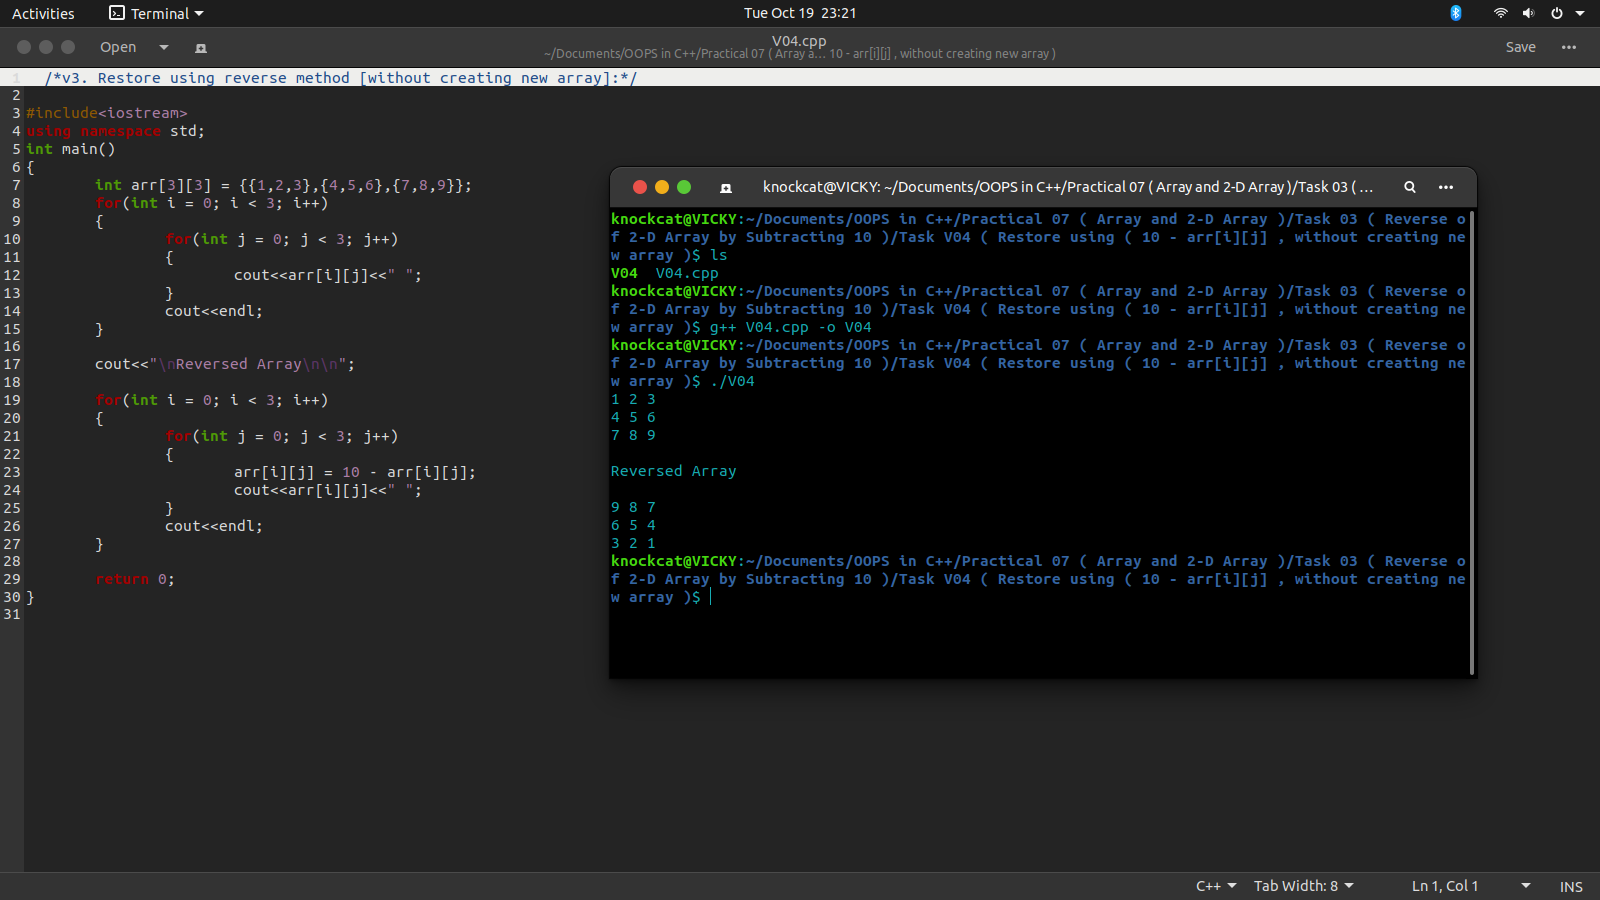 Activities Terminal Tue Oct 19 23:21
Open V04.cpp Save
~/Documents/OOPS in C++/Practical 07 ( Array a... 10 - arr[i][j] , without creating new array )
1 /*v3. Restore using reverse method [without creating new array]:*/
2
3 #include<iostream>
4 using namespace std;
5 int main()
6 {
7 int arr[3][3] = {{1,2,3},{4,5,6},{7,8,9}};
8 for(int i = 0; i < 3; i++)
9 {
10 for(int j = 0; j < 3; j++)
11 {
12 cout<<arr[i][j]<<" ";
13 }
14 cout<<endl;
15 }
16
17 cout<<"\nReversed Array\n\n";
18
19 for(int i = 0; i < 3; i++)
20 {
21 for(int j = 0; j < 3; j++)
22 {
23 arr[i][j] = 10 - arr[i][j];
24 cout<<arr[i][j]<<" ";
25 }
26 cout<<endl;
27 }
28
29 return 0;
30 }
31
knockcat@VICKY: ~/Documents/OOPS in C++/Practical 07 ( Array and 2-D Array )/Task 03 ( ...
knockcat@VICKY:~/Documents/OOPS in C++/Practical 07 ( Array and 2-D Array )/Task 03 ( Reverse o
f 2-D Array by Subtracting 10 )/Task V04 ( Restore using ( 10 - arr[i][j] , without creating ne
w array )$ ls
V04 V04.cpp
knockcat@VICKY:~/Documents/OOPS in C++/Practical 07 ( Array and 2-D Array )/Task 03 ( Reverse o
f 2-D Array by Subtracting 10 )/Task V04 ( Restore using ( 10 - arr[i][j] , without creating ne
w array )$ g++ V04.cpp -o V04
knockcat@VICKY:~/Documents/OOPS in C++/Practical 07 ( Array and 2-D Array )/Task 03 ( Reverse o
f 2-D Array by Subtracting 10 )/Task V04 ( Restore using ( 10 - arr[i][j] , without creating ne
w array )$ ./V04
1 2 3
4 5 6
7 8 9
Reversed Array
9 8 7
6 5 4
3 2 1
knockcat@VICKY:~/Documents/OOPS in C++/Practical 07 ( Array and 2-D Array )/Task 03 ( Reverse o
f 2-D Array by Subtracting 10 )/Task V04 ( Restore using ( 10 - arr[i][j] , without creating ne
w array )$
C++ Tab Width: 8 Ln 1, Col 1 INS